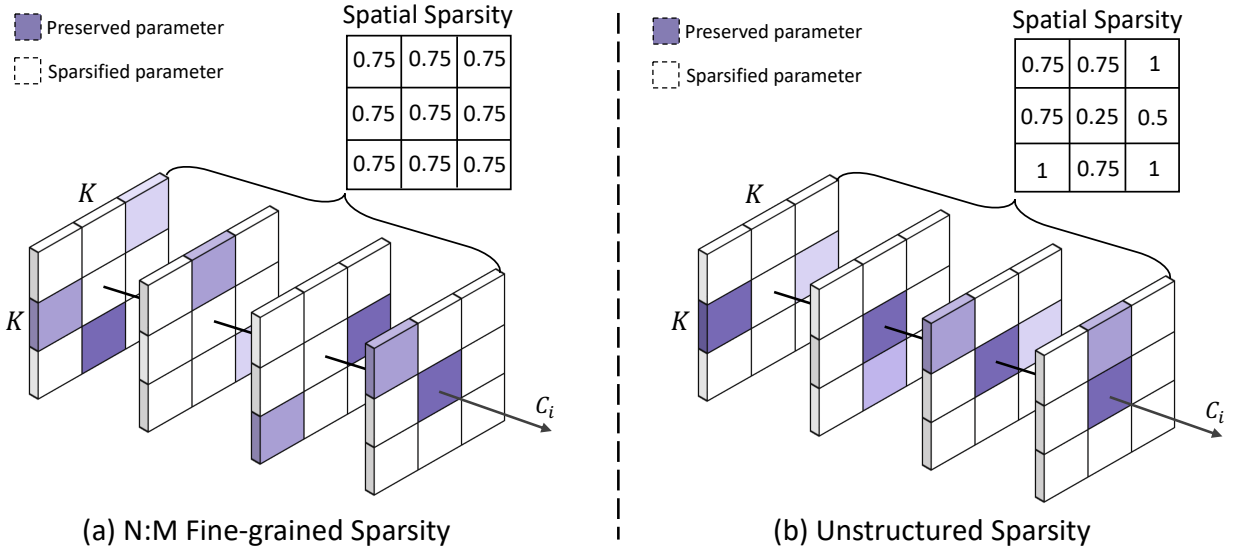 Preserved parameter
Sparsified parameter
Spatial Sparsity
0.75 0.75 0.75
0.75 0.75 0.75
0.75 0.75 0.75
K
K
C_i
(a) N:M Fine-grained Sparsity
Preserved parameter
Sparsified parameter
Spatial Sparsity
0.75 0.75 1
0.75 0.25 0.5
1 0.75 1
K
K
C_i
(b) Unstructured Sparsity